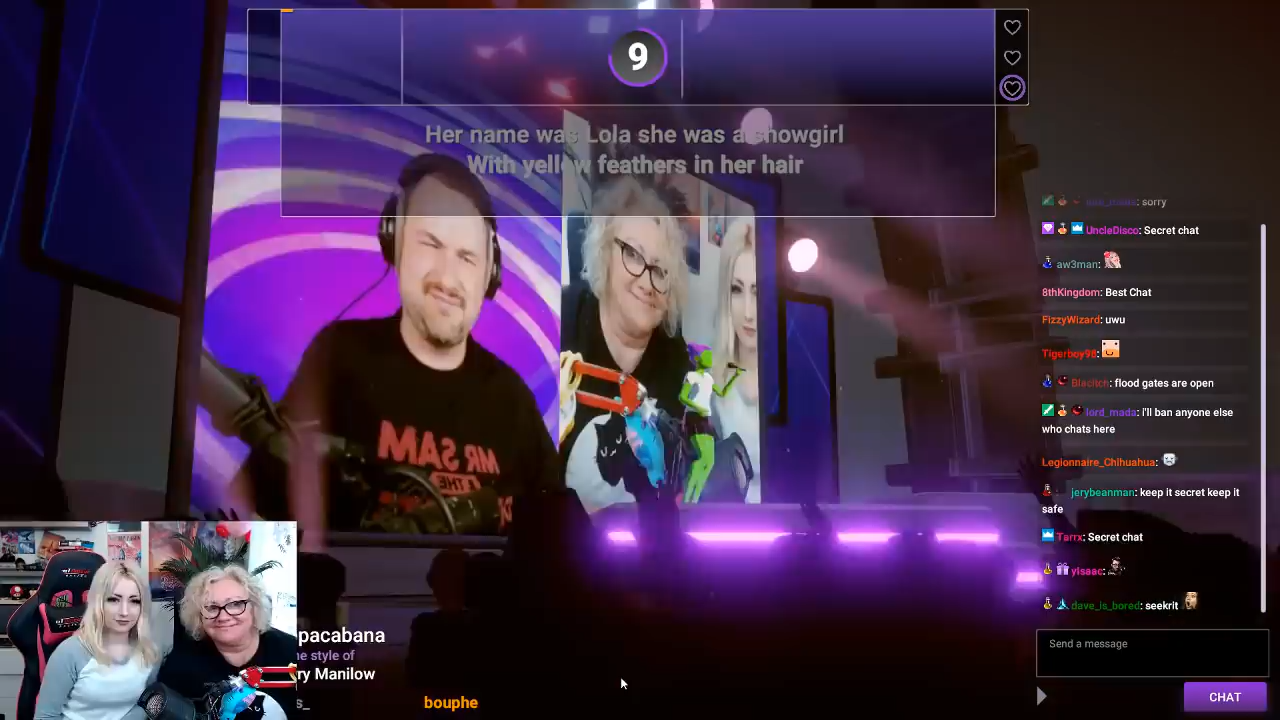 9
Her name was Lola she was a showgirl
With yellow feathers in her hair
sorry
UncleDisco: Secret chat
aw3man:
8thKingdom: Best Chat
FizzyWizard: uwu
Tigerboy98:
Blacitch: flood gates are open
lord_mada: i'll ban anyone else
who chats here
Legionnaire_Chihuahua:
jerybeanman: keep it secret keep it
safe
Tarrx: Secret chat
ylsaac:
dave_is_bored: seekrit
Send a message
CHAT
MR SAM
& THE
pacabana
he style of
ry Manilow
s_
bouphe